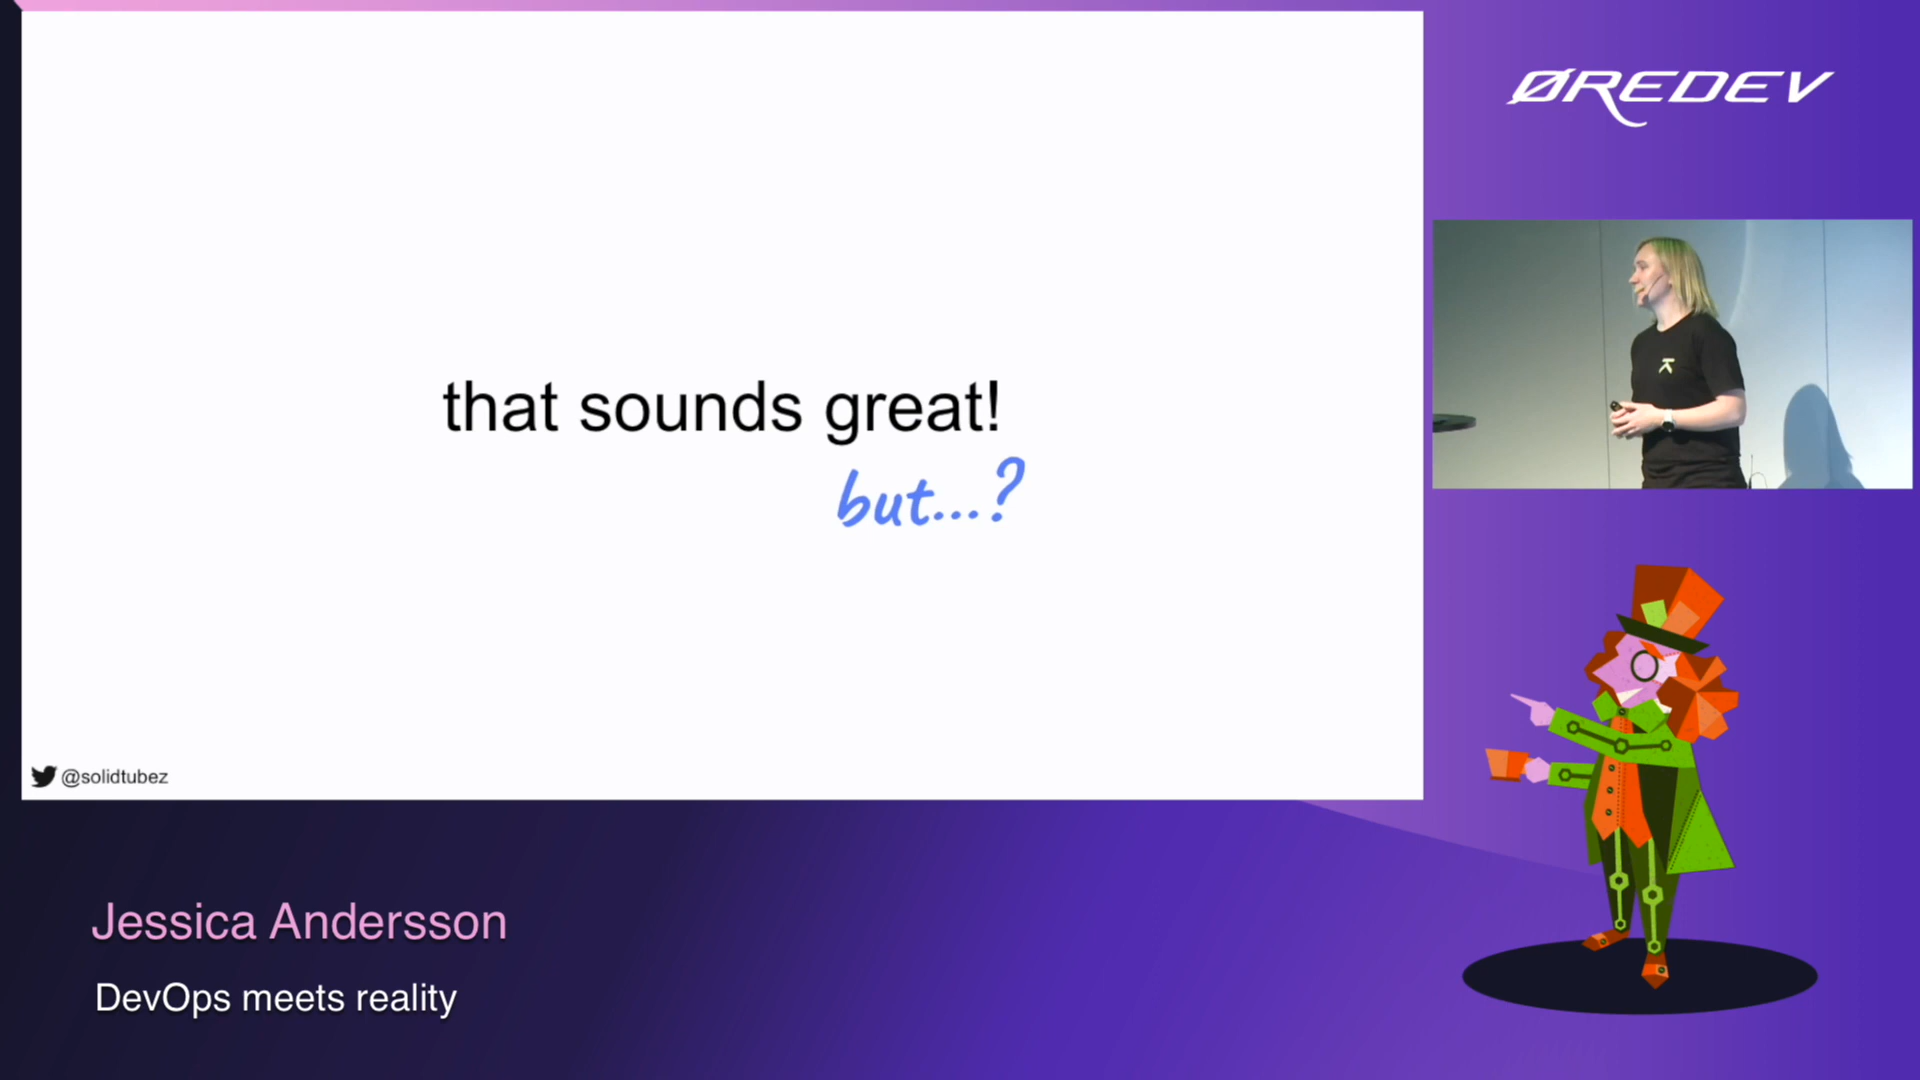 that sounds great!
but...?
@solidtubez
ØREDEV
Jessica Andersson
DevOps meets reality